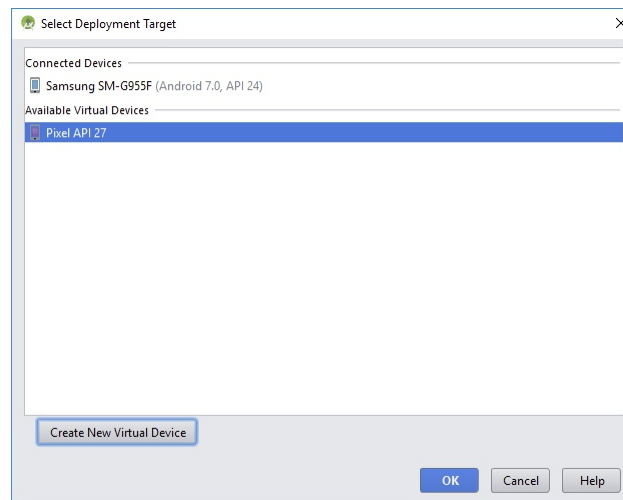 Select Deployment Target
Connected Devices
Samsung SM-G955F (Android 7.0, API 24)
Available Virtual Devices
Pixel API 27
Create New Virtual Device
OK Cancel Help